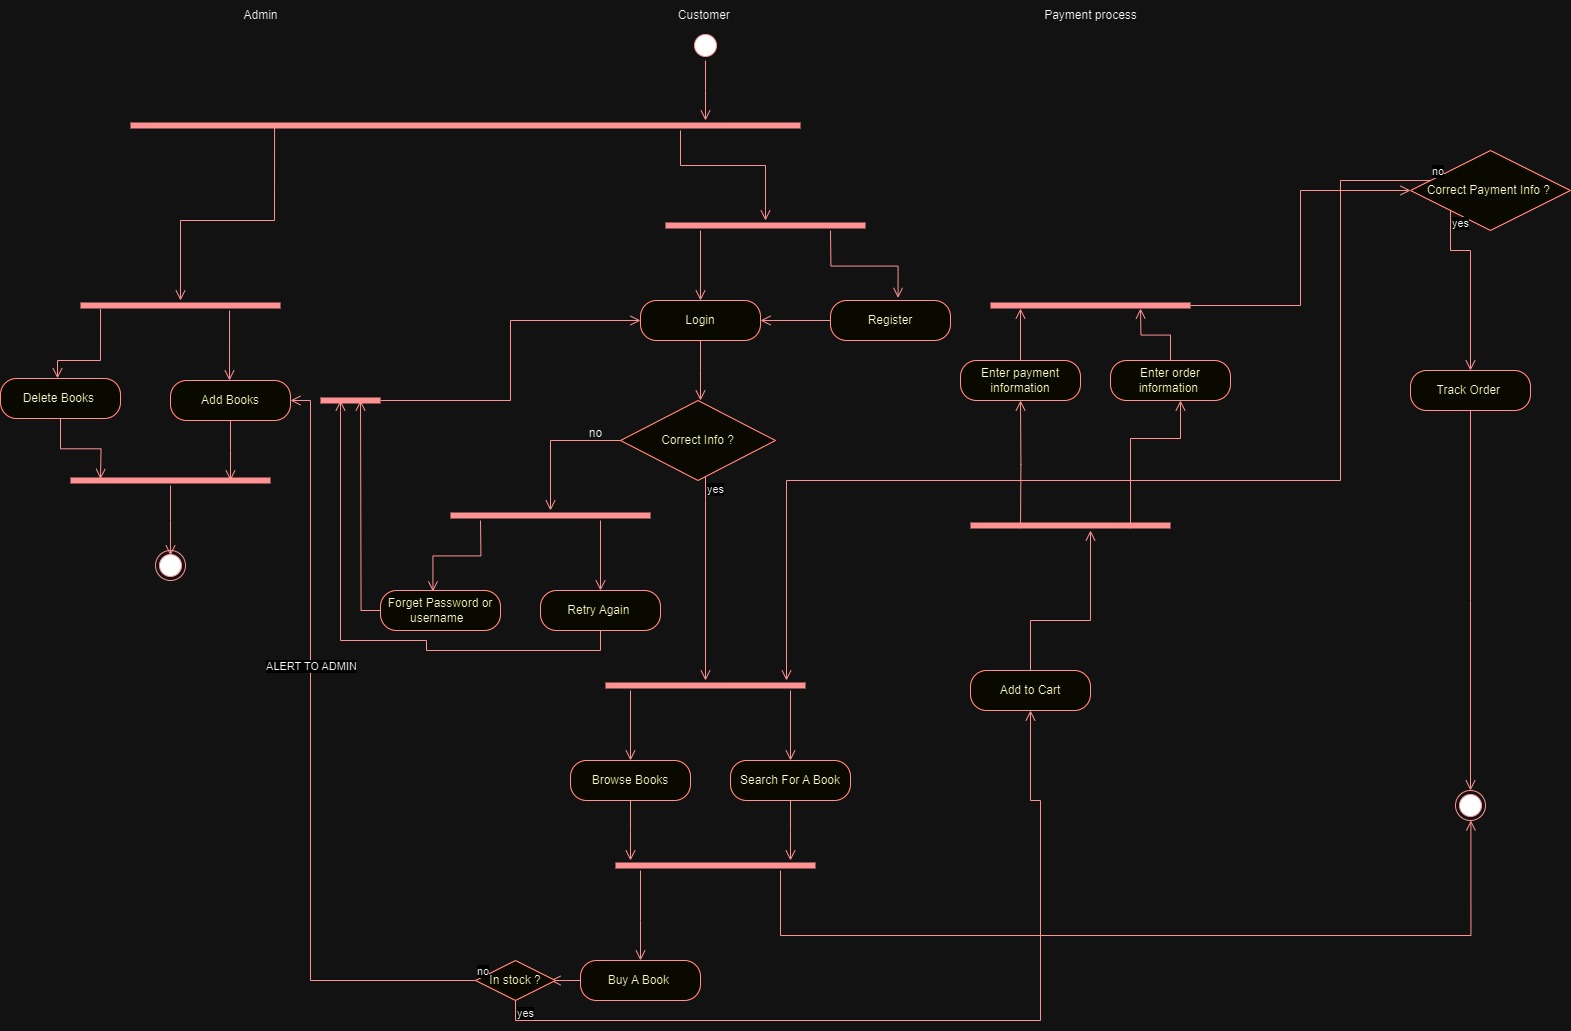 Admin
Customer
Payment process
no
Correct Payment Info ?
yes
Login
Register
Enter payment
information
Enter order
information
Track Order
Delete Books
Add Books
no
Correct Info ?
yes
Forget Password or
username
Retry Again
ALERT TO ADMIN
Add to Cart
Browse Books
Search For A Book
no
In stock ?
Buy A Book
yes